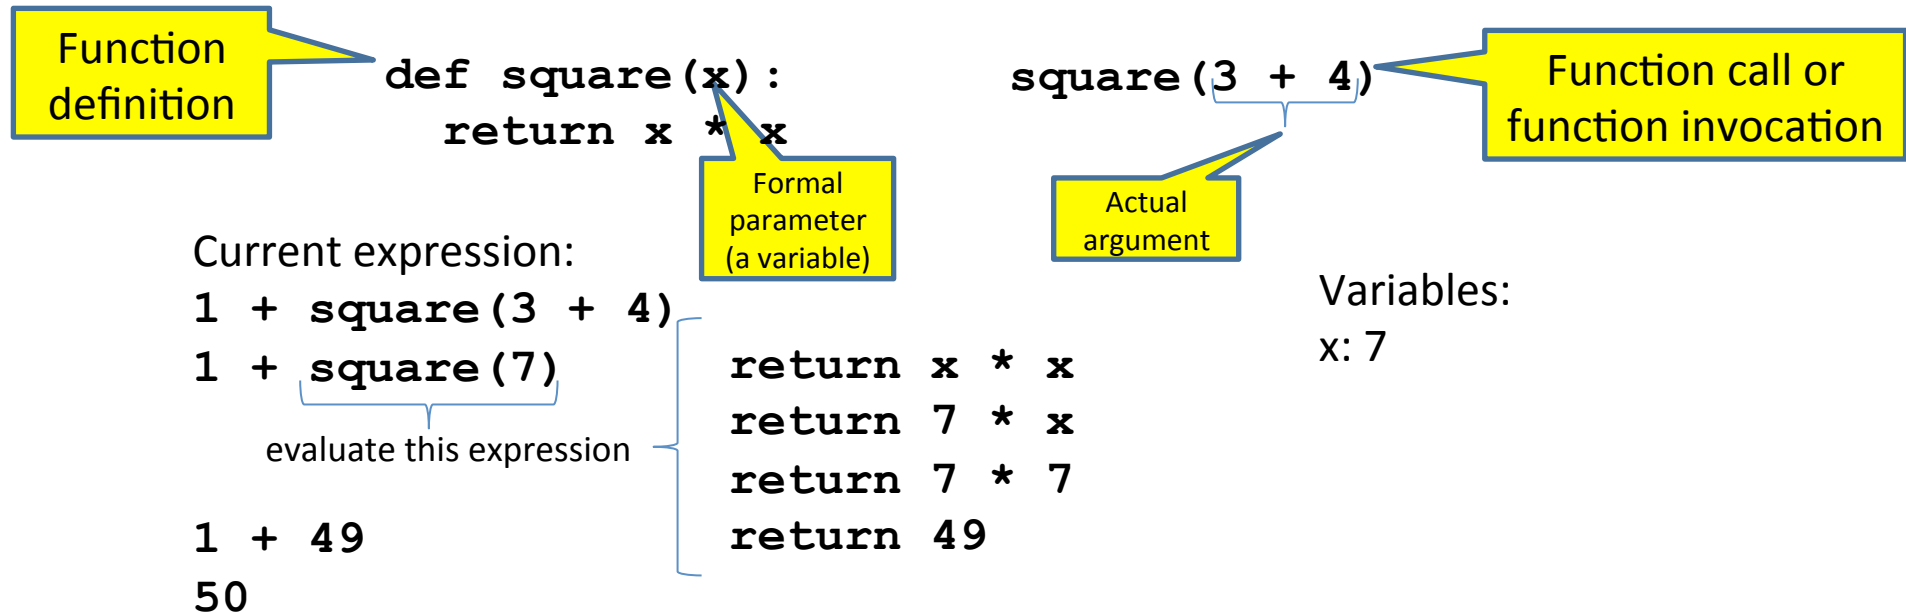 Function
definition
def square(x):
return x * x
Formal
parameter
(a variable)
square(3 + 4)
Actual
argument
Function call or
function invocation
Current expression:
1 + square(3 + 4)
1 + square(7)
evaluate this expression
return x * x
return 7 * x
return 7 * 7
return 49
1 + 49
50
Variables:
x: 7